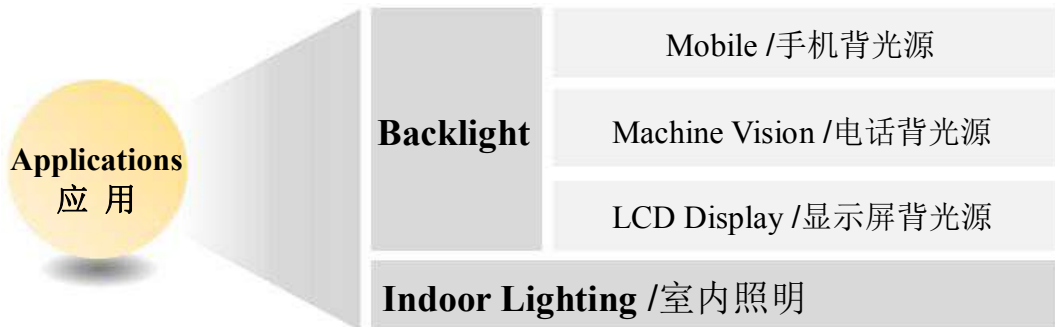 Applications
应 用
Backlight
Mobile /手机背光源
Machine Vision /电话背光源
LCD Display /显示屏背光源
Indoor Lighting /室内照明